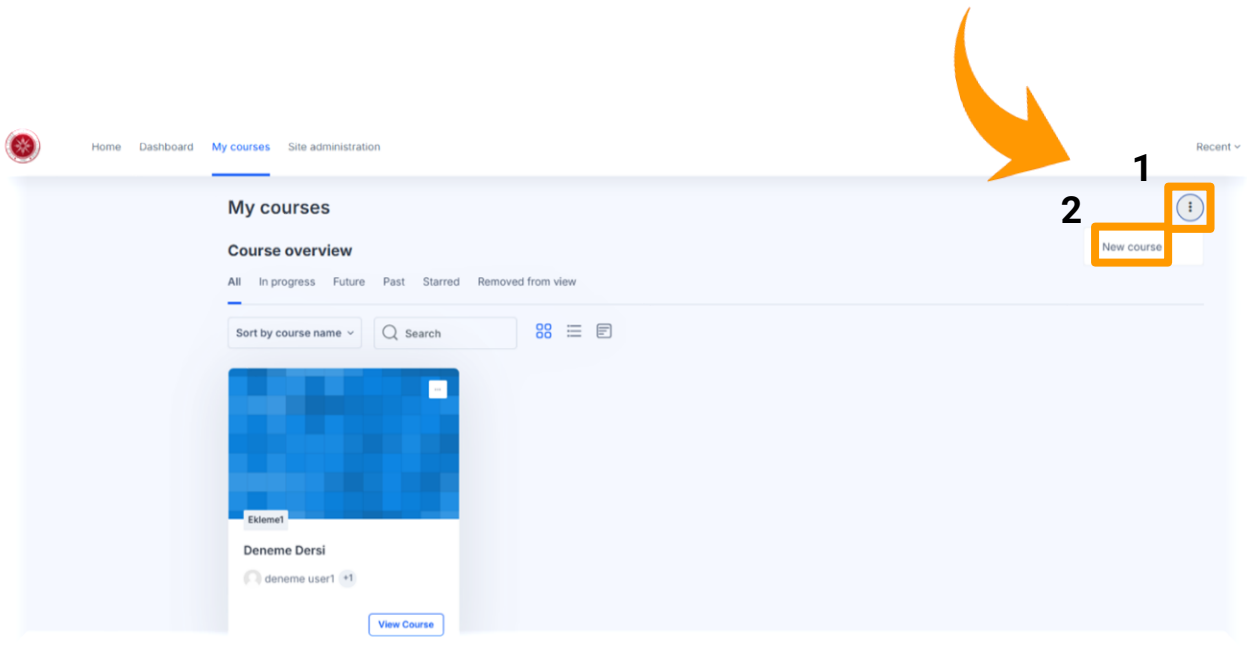 Home Dashboard My courses Site administration Recent
1
My courses
2
New course
Course overview
All In progress Future Past Starred Removed from view
Sort by course name Search
Ekleme1
Deneme Dersi
deneme user1 +1
View Course